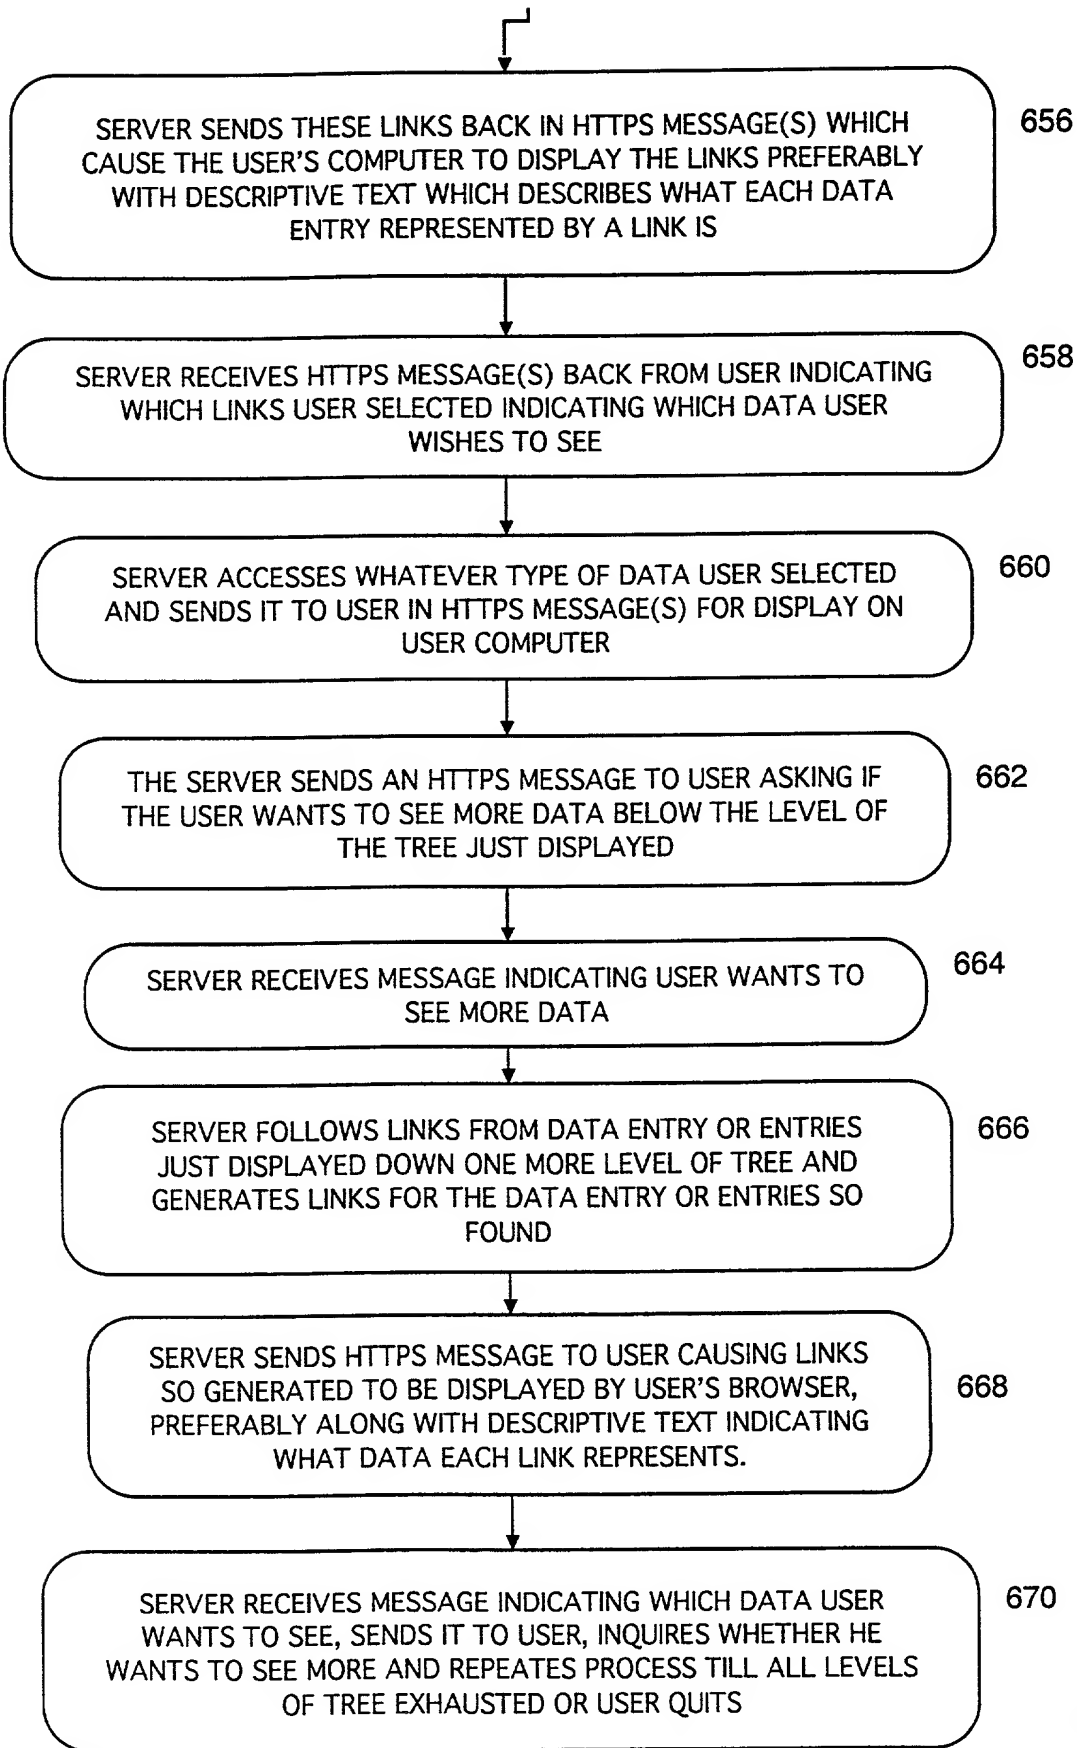 SERVER SENDS THESE LINKS BACK IN HTTPS MESSAGE(S) WHICH
CAUSE THE USER'S COMPUTER TO DISPLAY THE LINKS PREFERABLY
WITH DESCRIPTIVE TEXT WHICH DESCRIBES WHAT EACH DATA
ENTRY REPRESENTED BY A LINK IS
656
SERVER RECEIVES HTTPS MESSAGE(S) BACK FROM USER INDICATING
WHICH LINKS USER SELECTED INDICATING WHICH DATA USER
WISHES TO SEE
658
SERVER ACCESSES WHATEVER TYPE OF DATA USER SELECTED
AND SENDS IT TO USER IN HTTPS MESSAGE(S) FOR DISPLAY ON
USER COMPUTER
660
THE SERVER SENDS AN HTTPS MESSAGE TO USER ASKING IF
THE USER WANTS TO SEE MORE DATA BELOW THE LEVEL OF
THE TREE JUST DISPLAYED
662
SERVER RECEIVES MESSAGE INDICATING USER WANTS TO
SEE MORE DATA
664
SERVER FOLLOWS LINKS FROM DATA ENTRY OR ENTRIES
JUST DISPLAYED DOWN ONE MORE LEVEL OF TREE AND
GENERATES LINKS FOR THE DATA ENTRY OR ENTRIES SO
FOUND
666
SERVER SENDS HTTPS MESSAGE TO USER CAUSING LINKS
SO GENERATED TO BE DISPLAYED BY USER'S BROWSER,
PREFERABLY ALONG WITH DESCRIPTIVE TEXT INDICATING
WHAT DATA EACH LINK REPRESENTS.
668
SERVER RECEIVES MESSAGE INDICATING WHICH DATA USER
WANTS TO SEE, SENDS IT TO USER, INQUIRES WHETHER HE
WANTS TO SEE MORE AND REPEATS PROCESS TILL ALL LEVELS
OF TREE EXHAUSTED OR USER QUITS
670